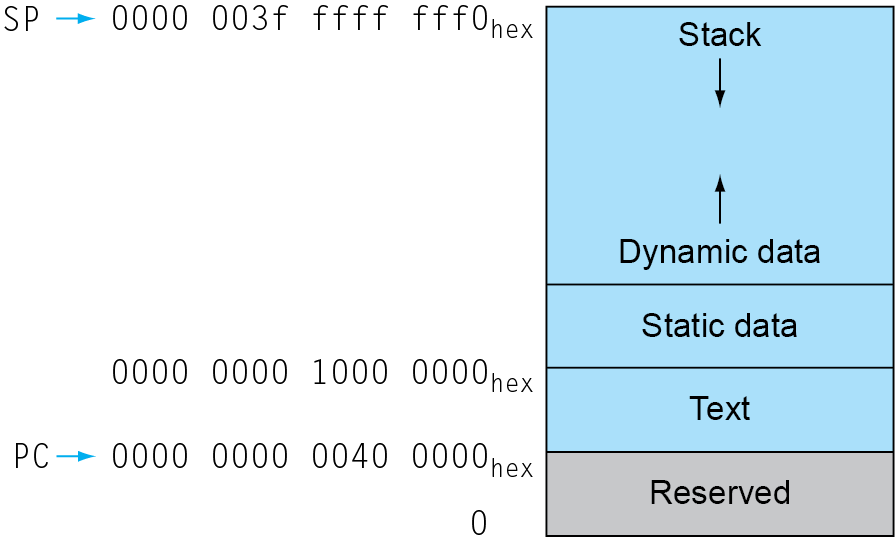 SP 0000 003f ffff fff0hex
Stack
Dynamic data
Static data
0000 0000 1000 0000hex
Text
PC 0000 0000 0040 0000hex
Reserved
0